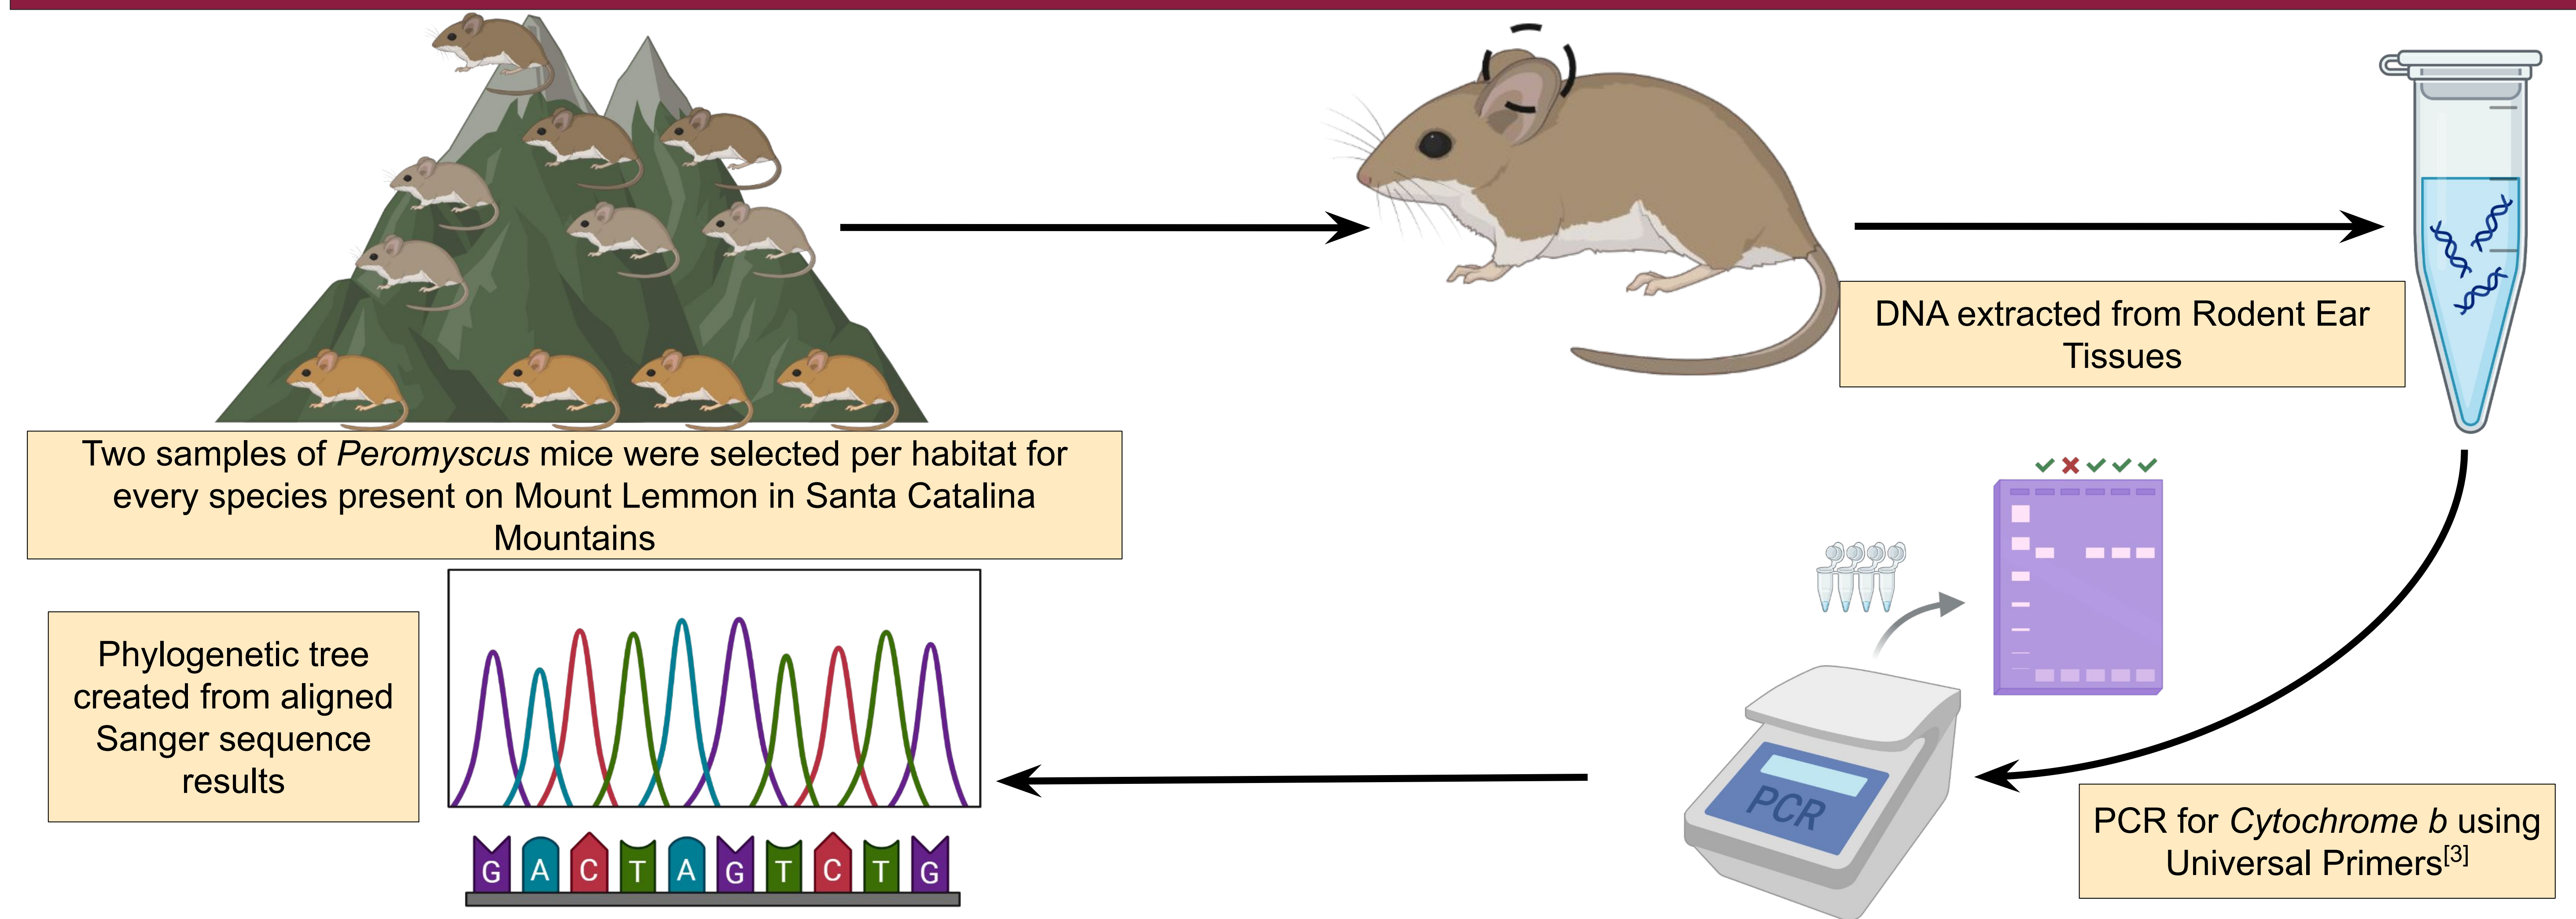 Two samples of Peromyscus mice were selected per habitat for
every species present on Mount Lemmon in Santa Catalina
Mountains
DNA extracted from Rodent Ear
Tissues
PCR
PCR for Cytochrome b using
Universal Primers[3]
Phylogenetic tree
created from aligned
Sanger sequence
results
G A C T A G T C T G